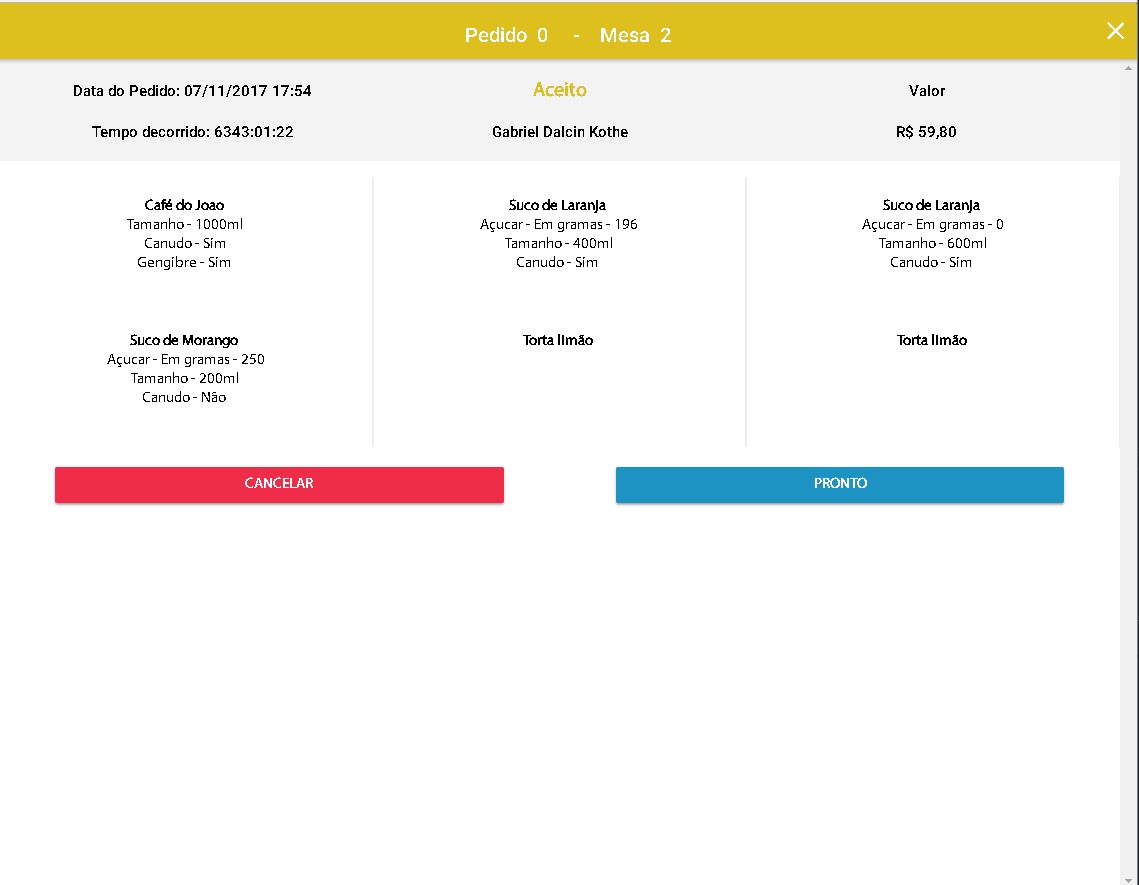 Pedido 0 - Mesa 2
Data do Pedido: 07/11/2017 17:54
Aceito
Valor
Tempo decorrido: 6343:01:22
Gabriel Dalcin Kothe
R$ 59,80
Café do Joao
Tamanho - 1000ml
Canudo - Sim
Gengibre - Sim
Suco de Laranja
Açucar - Em gramas - 196
Tamanho - 400ml
Canudo - Sim
Suco de Laranja
Açucar - Em gramas - 0
Tamanho - 600ml
Canudo - Sim
Suco de Morango
Açucar - Em gramas - 250
Tamanho - 200ml
Canudo - Não
Torta limão
Torta limão
CANCELAR
PRONTO